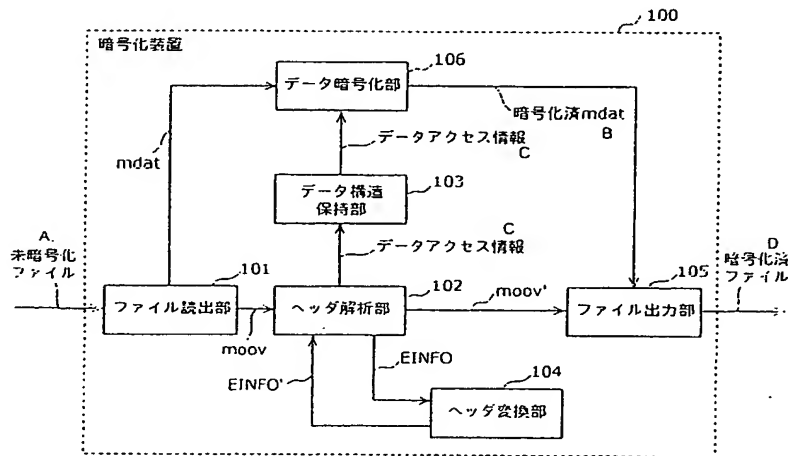 100
暗号化装置
106
データ暗号化部
暗号化済mdat
B
mdat
データアクセス情報
C
103
データ構造
保持部
A.
未暗号化
ファイル
データアクセス情報
C
D
暗号化済
ファイル
101
102
105
ファイル読出部
moov
ヘッダ解析部
moov'
ファイル出力部
EINFO'
EINFO
104
ヘッダ変換部